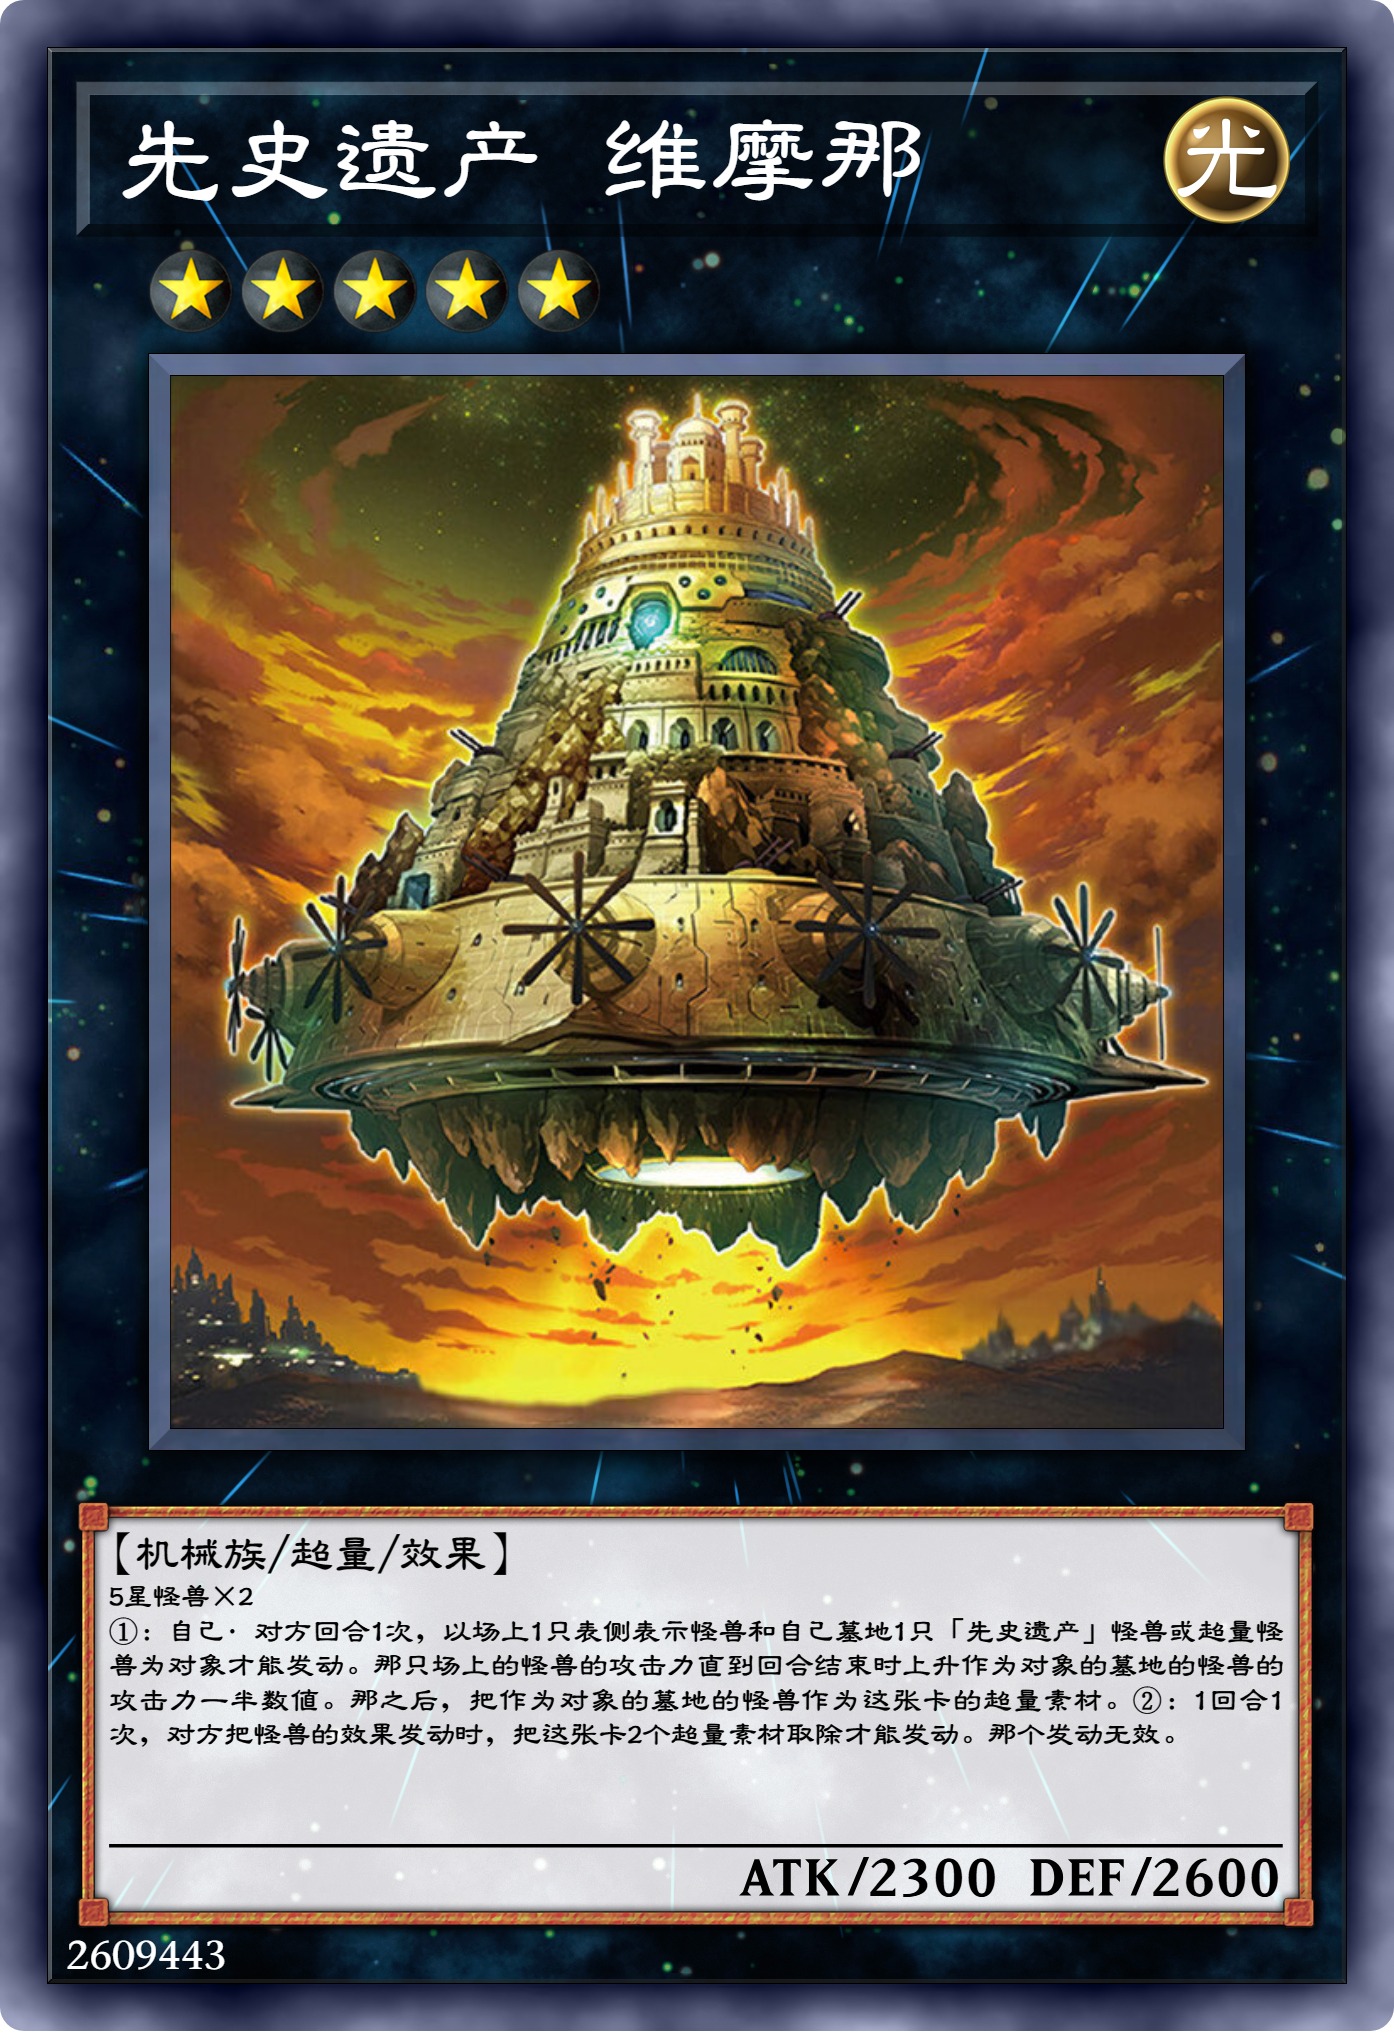 先史遗产 维摩那
光
【机械族/超量/效果】
5星怪兽×2
①：自己·对方回合1次，以场上1只表侧表示怪兽和自己墓地1只「先史遗产」怪兽或超量怪
兽为对象才能发动。那只场上的怪兽的攻击力直到回合结束时上升作为对象的墓地的怪兽的
攻击力一半数值。那之后，把作为对象的墓地的怪兽作为这张卡的超量素材。②：1回合1
次，对方把怪兽的效果发动时，把这张卡2个超量素材取除才能发动。那个发动无效。
ATK/2300 DEF/2600
2609443